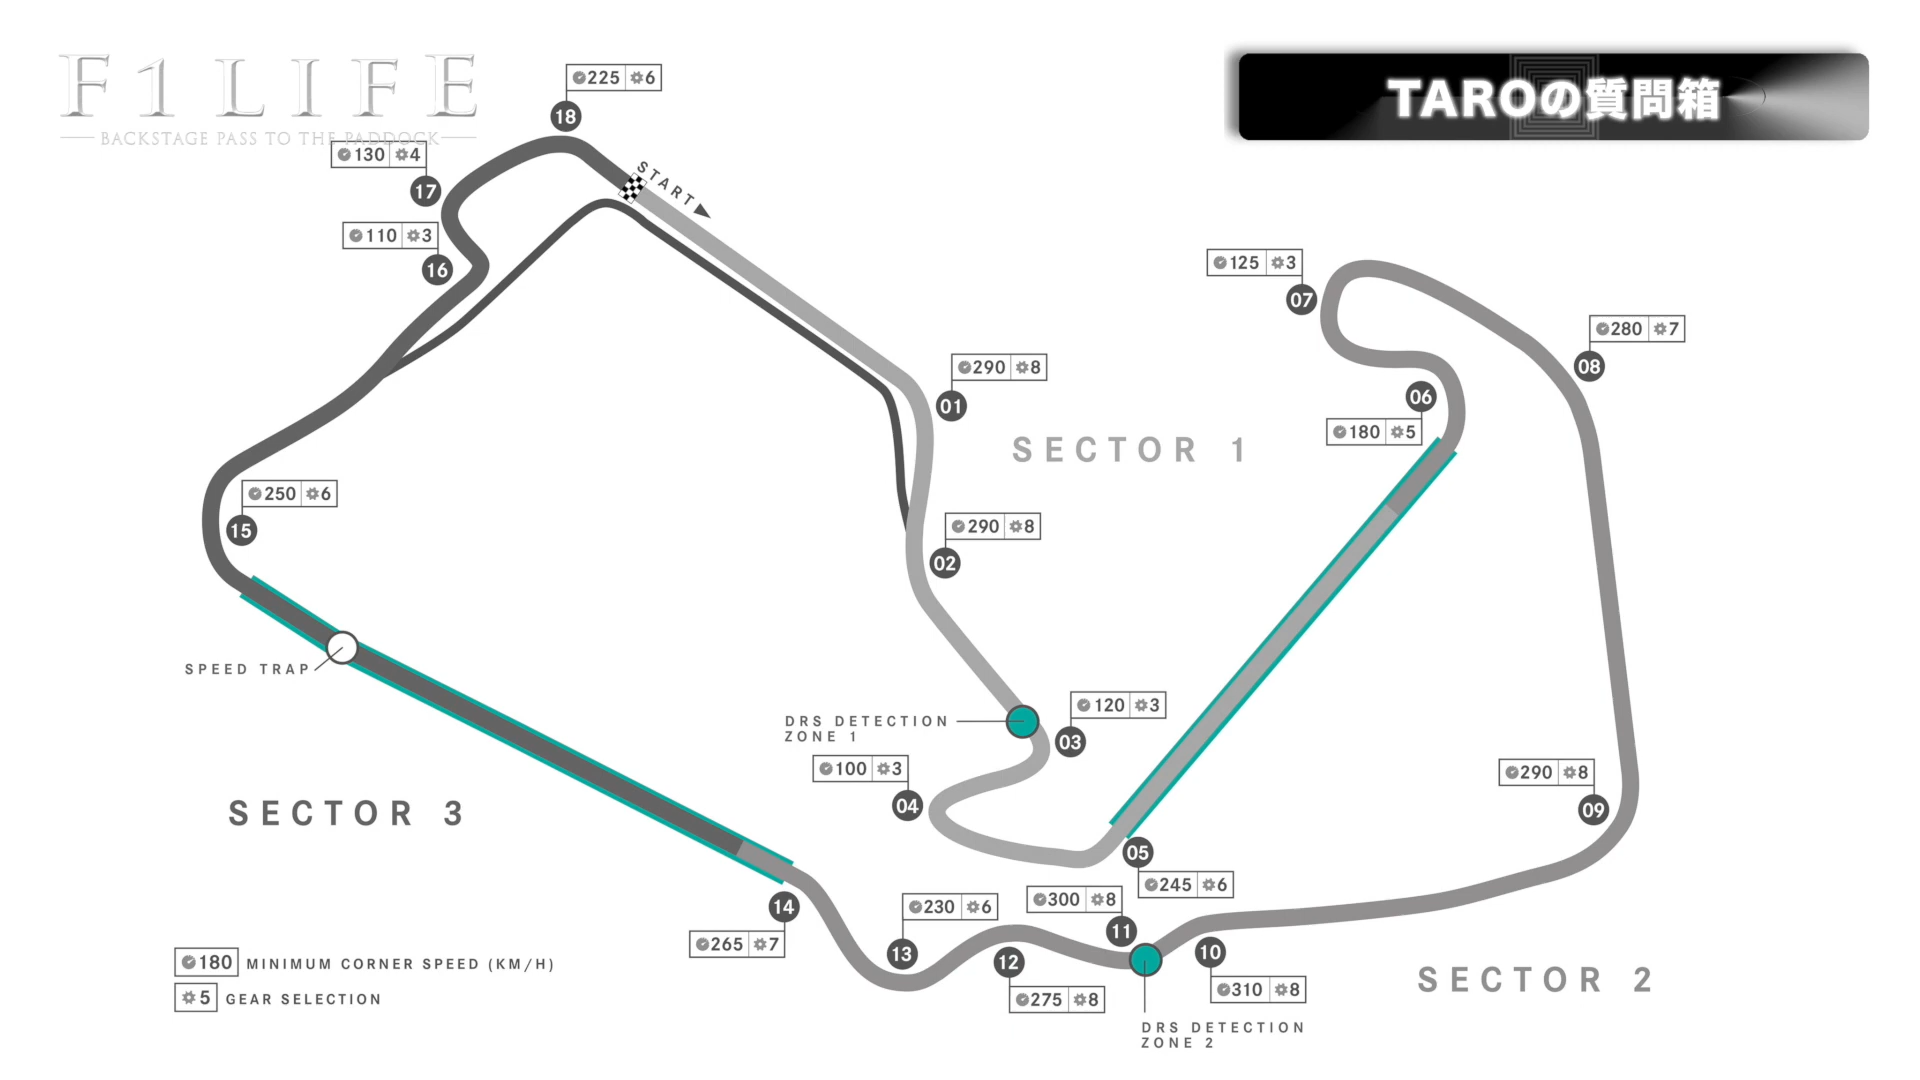 F1 LIFE
BACKSTAGE PASS TO THE PADDOCK
TAROの質問箱
225 6
18
130 4
17
110 3
16
START
125 3
07
280 7
08
290 8
01
06
180 5
SECTOR 1
250 6
15
290 8
02
SPEED TRAP
DRS DETECTION
ZONE 1
120 3
03
100 3
04
290 8
09
SECTOR 3
05
245 6
14
265 7
230 6
13
300 8
11
12
275 8
10
310 8
SECTOR 2
DRS DETECTION
ZONE 2
180 MINIMUM CORNER SPEED (KM/H)
5 GEAR SELECTION